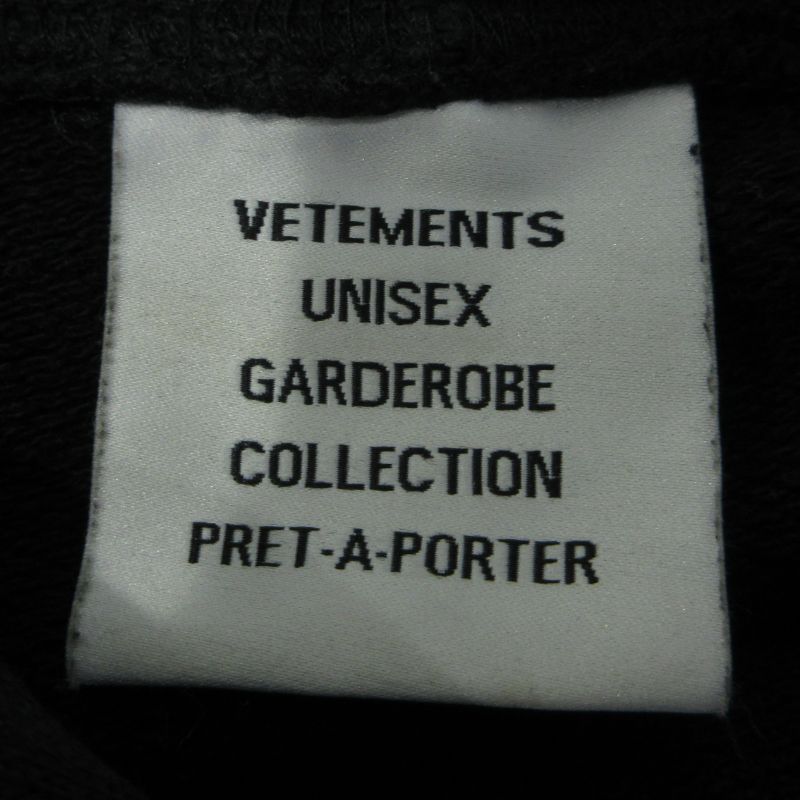 VETEMENTS
UNISEX
GARDEROBE
COLLECTION
PRET-A-PORTER